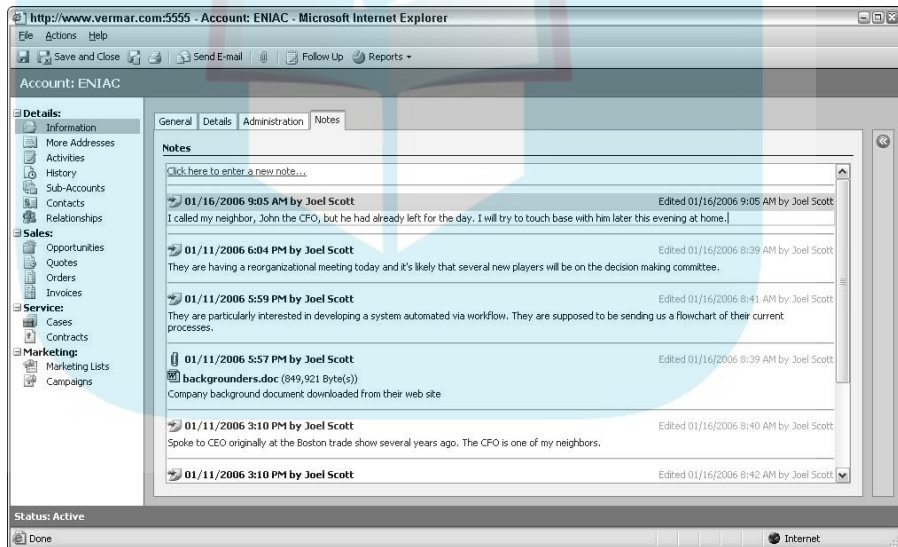 http://www.vermar.com:5555 - Account: ENIAC - Microsoft Internet Explorer
File Actions Help
Save and Close Send E-mail Follow Up Reports
Account: ENIAC
Details:
Information
More Addresses
Activities
History
Sub-Accounts
Contacts
Relationships
Sales:
Opportunities
Quotes
Orders
Invoices
Service:
Cases
Contracts
Marketing:
Marketing Lists
Campaigns
General Details Administration Notes
Notes
Click here to enter a new note...
01/16/2006 9:05 AM by Joel Scott Edited 01/16/2006 9:05 AM by Joel Scott
I called my neighbor, John the CFO, but he had already left for the day. I will try to touch base with him later this evening at home.
01/11/2006 6:04 PM by Joel Scott Edited 01/16/2006 8:39 AM by Joel Scott
They are having a reorganizational meeting today and it's likely that several new players will be on the decision making committee.
01/11/2006 5:59 PM by Joel Scott Edited 01/16/2006 8:41 AM by Joel Scott
They are particularly interested in developing a system automated via workflow. They are supposed to be sending us a flowchart of their current
processes.
01/11/2006 5:57 PM by Joel Scott Edited 01/16/2006 8:39 AM by Joel Scott
backgrounders.doc (849,921 Byte(s))
Company background document downloaded from their web site
01/11/2006 3:10 PM by Joel Scott Edited 01/16/2006 8:40 AM by Joel Scott
Spoke to CEO originally at the Boston trade show several years ago. The CFO is one of my neighbors.
01/11/2006 3:10 PM by Joel Scott Edited 01/16/2006 8:42 AM by Joel Scott
Status: Active
Done Internet